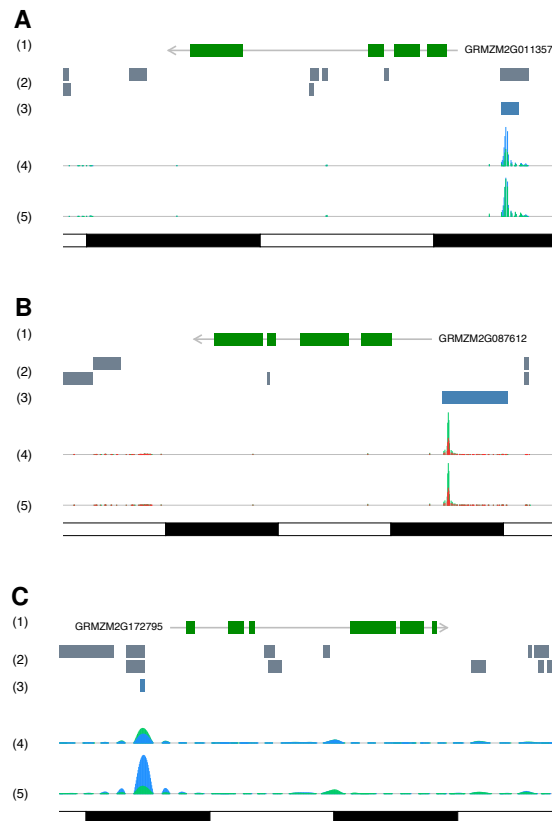 A
(1) GRMZM2G011357
(2)
(3)
(4)
(5)
B
(1) GRMZM2G087612
(2)
(3)
(4)
(5)
C
GRMZM2G172795
(1)
(2)
(3)
(4)
(5)